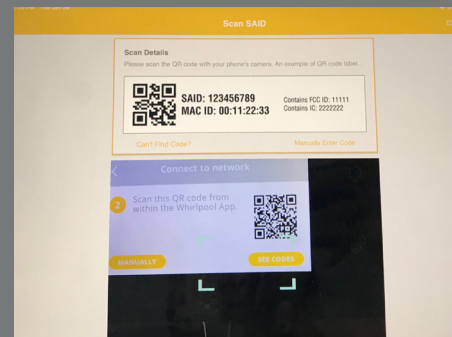 Scan SAID
Scan Details
Please scan the QR code with your phone's camera. An example of QR code label...
SAID: 123456789
MAC ID: 00:11:22:33
Contains FCC ID: 11111
Contains IC: 2222222
Can't Find Code?
Manually Enter Code
Connect to network
2
Scan this QR code from
within the Whirlpool App.
MANUALLY
SEE CODES